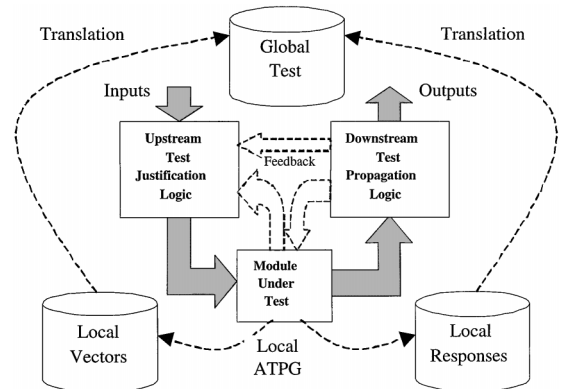 Translation
Translation
Global
Test
Inputs
Outputs
Upstream
Test
Justification
Logic
Feedback
Downstream
Test
Propagation
Logic
Module
Under
Test
Local
Vectors
Local
ATPG
Local
Responses